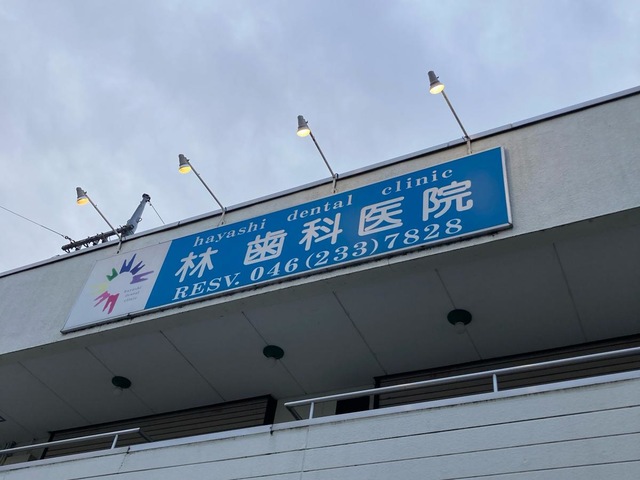 hayashi dental clinic
林歯科医院
RESV. 046(233)7828